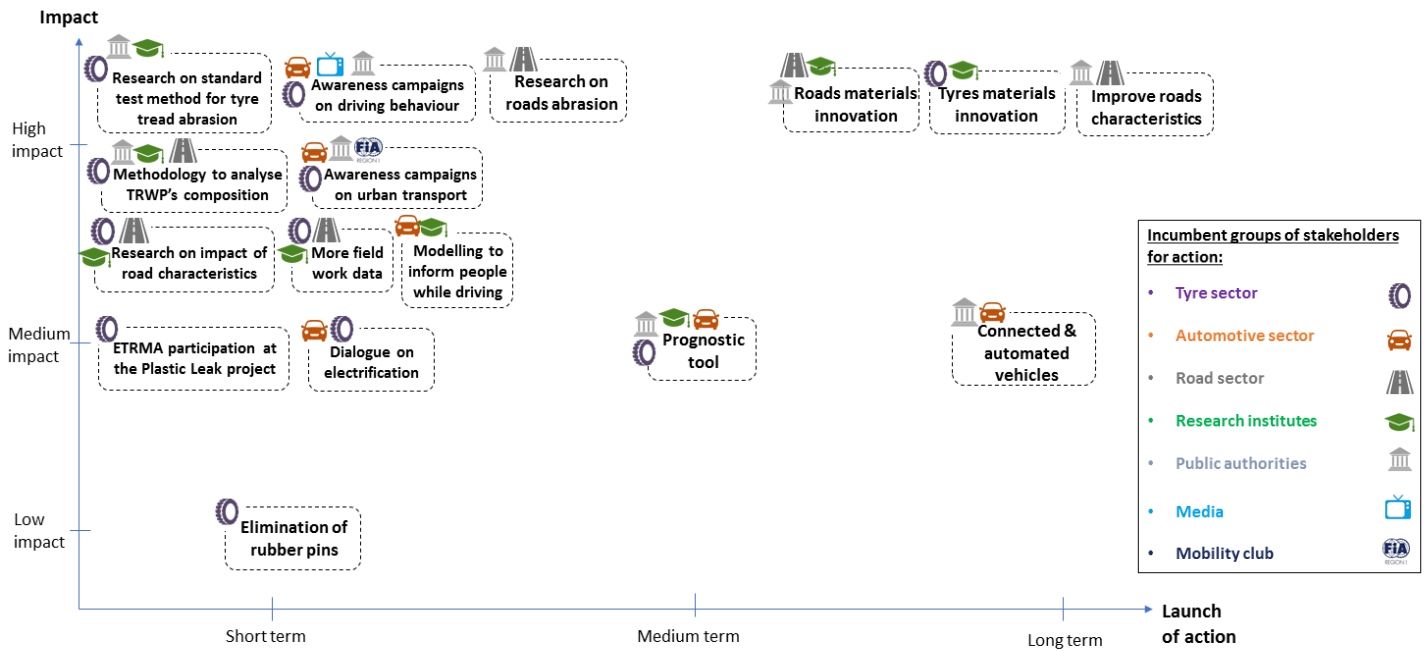 Impact
Research on standard
test method for tyre
tread abrasion
Awareness campaigns
on driving behaviour
Research on
roads abrasion
Roads materials
innovation
Tyres materials
innovation
Improve roads
characteristics
High
impact
Methodology to analyse
TRWP's composition
FiA
REGION I
Awareness campaigns
on urban transport
Research on impact of
road characteristics
More field
work data
Modelling to
inform people
while driving
Medium
impact
ETRMA participation at
the Plastic Leak project
Dialogue on
electrification
Prognostic
tool
Connected &
automated
vehicles
Low
impact
Elimination of
rubber pins
Short term
Medium term
Long term
Launch
of action
Incumbent groups of stakeholders
for action:
• Tyre sector
• Automotive sector
• Road sector
• Research institutes
• Public authorities
• Media
• Mobility club
FiA
REGION I